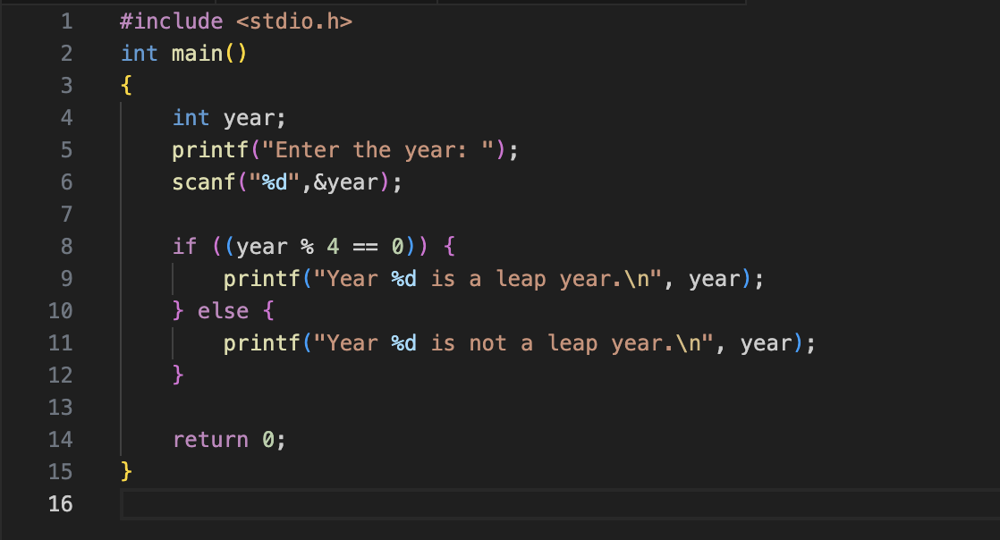 1 #include <stdio.h>
2 int main()
3 {
4     int year;
5     printf("Enter the year: ");
6     scanf("%d",&year);
7
8     if ((year % 4 == 0)) {
9         printf("Year %d is a leap year.\n", year);
10     } else {
11         printf("Year %d is not a leap year.\n", year);
12     }
13
14     return 0;
15 }
16